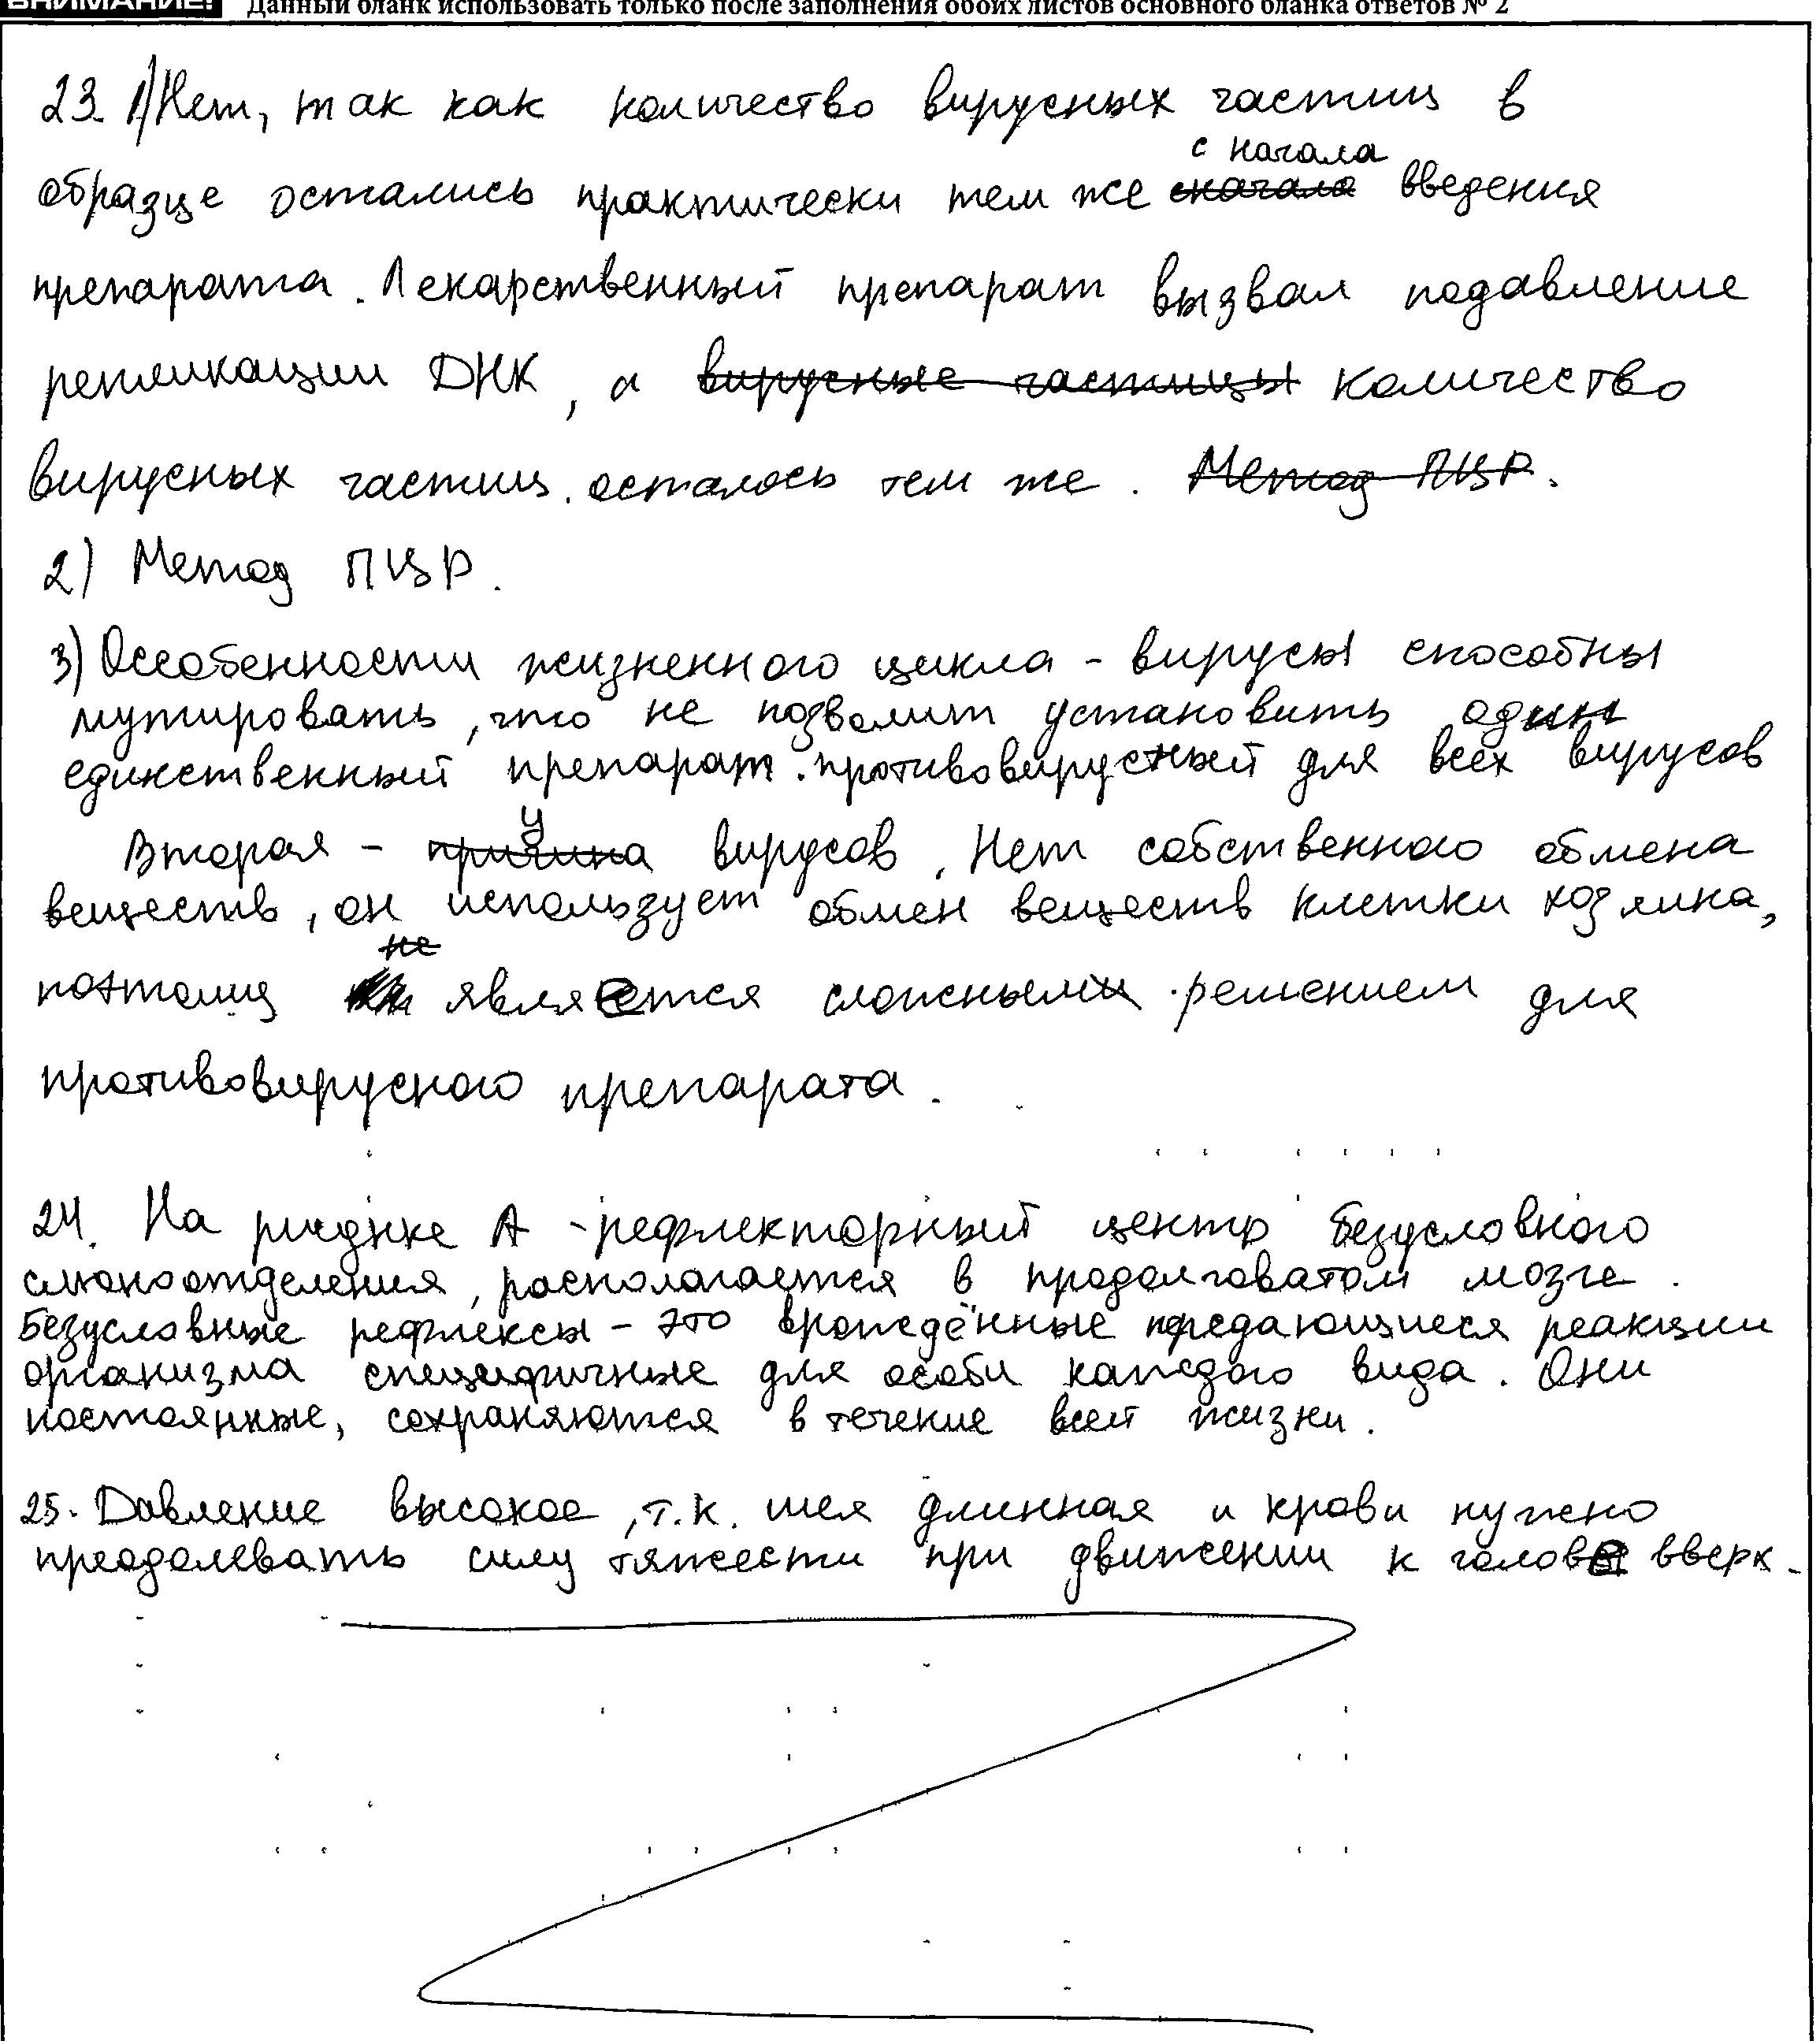 ВНИМАНИЕ! Данный бланк использовать только после заполнения обоих листов основного бланка ответов № 2
23. 1) Нет, так как количество вирусных частиц в
с начала
образце остались практически тем же сначала введения
препарата. Лекарственный препарат вызвал подавление
репликации ДНК, а вирусные частицы количество
вирусных частиц осталось тем же. Метод ПЦР.
2) Метод ПЦР.
3) Особенности жизненного цикла - вирусы способны
мутировать, что не позволит установить один
единственный препарат противовирустный для всех вирусов
у
Вторая - причина вирусов. Нет собственного обмена
веществ, он использует обмен веществ клетки хозяина,
не
поэтому является сложными решением для
противовирусного препарата.
24. На рисунке А - рефлекторный центр безусловного
слюноотделения, располагается в продолговатом мозге.
Безусловные рефлексы - это врождённые передающиеся реакции
организма специфичные для особи каждого вида. Они
постоянные, сохраняются в течение всей жизни.
25. Давление высокое, т.к. шея длинная и крови нужно
преодолевать силу тяжести при движении к голове вверх.